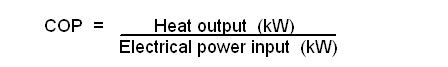 COP = Heat output (kW)
Electrical power input (kW)